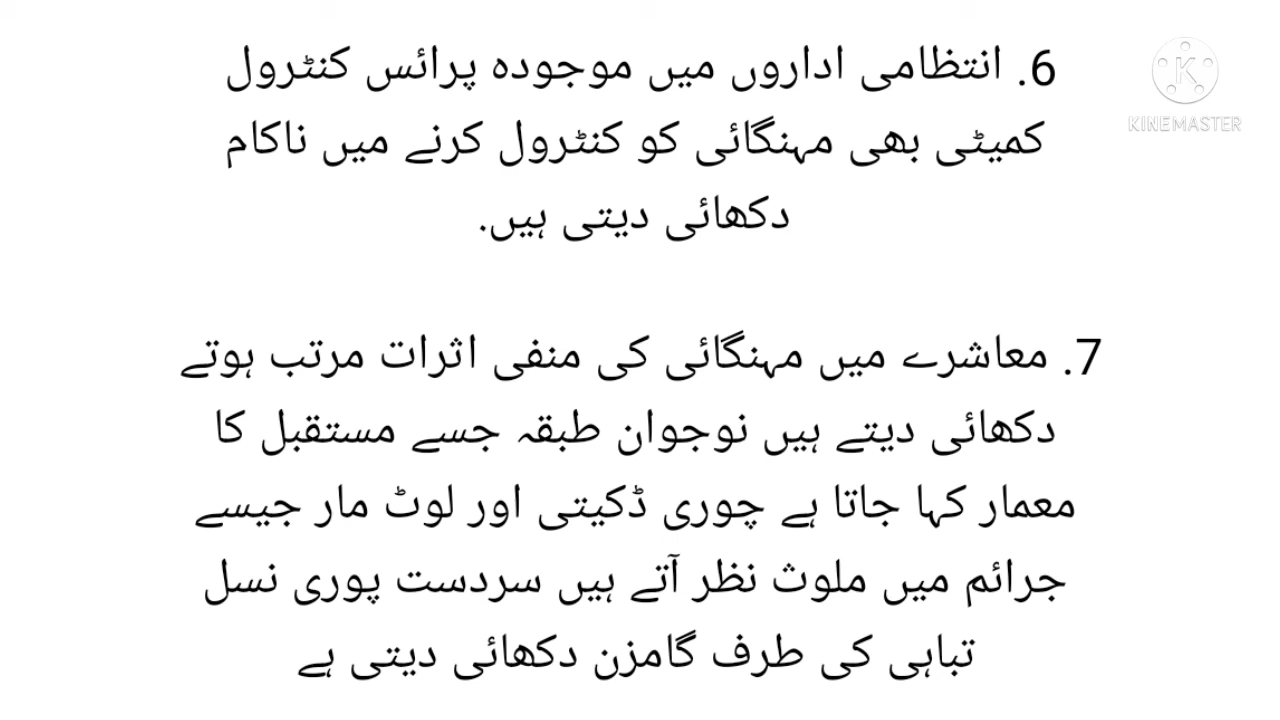 6. انتظامی اداروں میں موجودہ پرائس کنٹرول
کمیٹی بھی مہنگائی کو کنٹرول کرنے میں ناکام
دکھائی دیتی ہیں.
7. معاشرے میں مہنگائی کی منفی اثرات مرتب ہوتے
دکھائی دیتے ہیں نوجوان طبقہ جسے مستقبل کا
معمار کہا جاتا ہے چوری ڈکیتی اور لوٹ مار جیسے
جرائم میں ملوث نظر آتے ہیں سردست پوری نسل
تباہی کی طرف گامزن دکھائی دیتی ہے
K
KINEMASTER